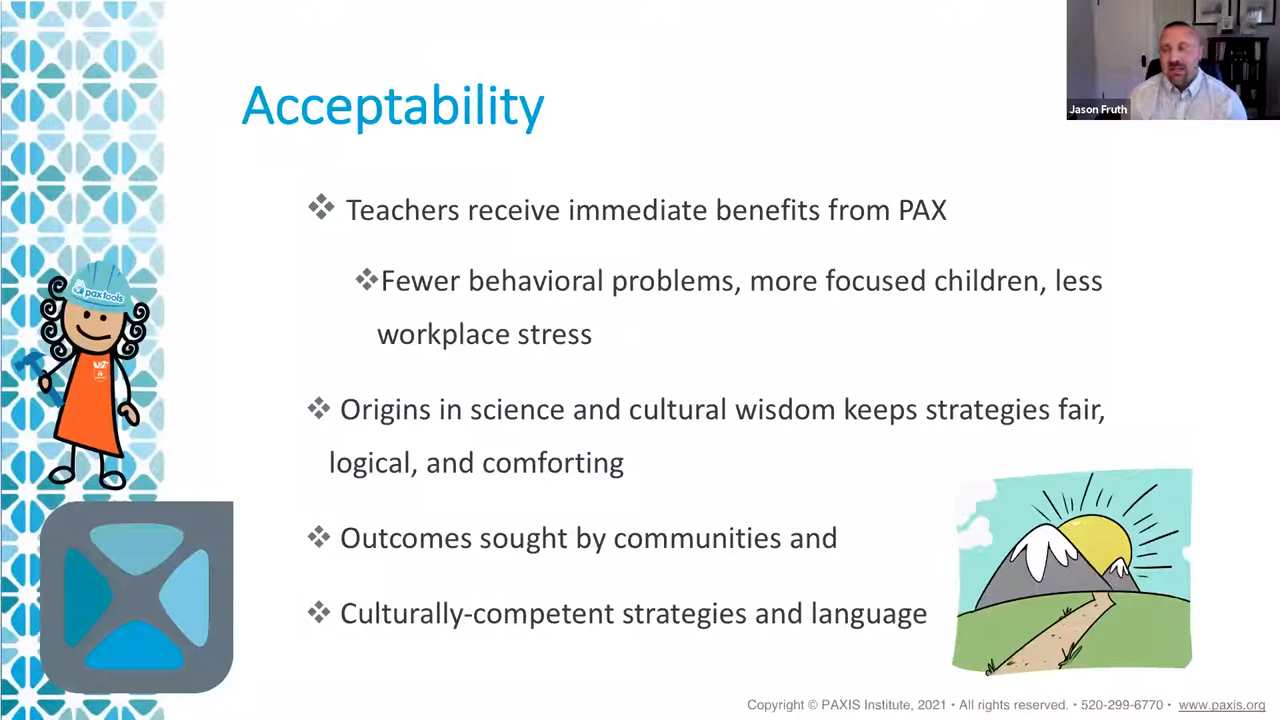 Acceptability
Jason Fruth
❖ Teachers receive immediate benefits from PAX
❖Fewer behavioral problems, more focused children, less
workplace stress
❖ Origins in science and cultural wisdom keeps strategies fair,
logical, and comforting
❖ Outcomes sought by communities and
❖ Culturally-competent strategies and language
paxtools
Copyright © PAXIS Institute, 2021 • All rights reserved. • 520-299-6770 • www.paxis.org